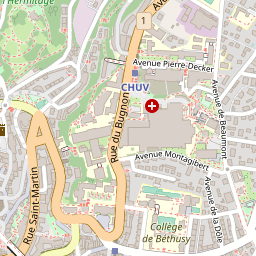 l'Hermitage
1
Ave
Avenue Pierre-Decker
CHUV
Rue du Bugnon
Avenue de Beaumont
Avenue Montagibert
Rue Saint-Martin
Avenue de la Dôle
Collège
de Béthusy